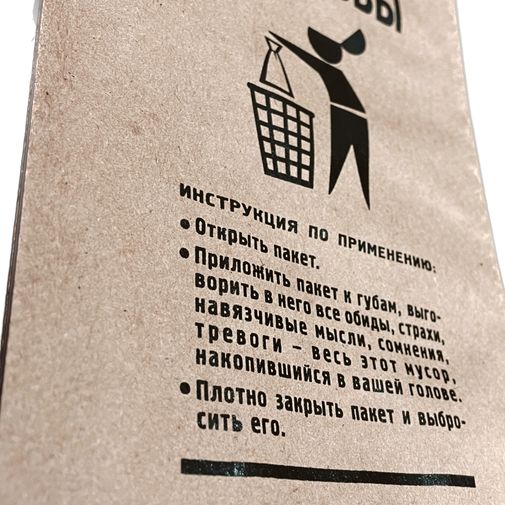 ИНСТРУКЦИЯ ПО ПРИМЕНЕНИЮ:
• Открыть пакет.
• Приложить пакет к губам, выго-
ворить в него все обиды, страхи,
навязчивые мысли, сомнения,
тревоги – весь этот мусор,
накопившийся в вашей голове.
• Плотно закрыть пакет и выбро-
сить его.